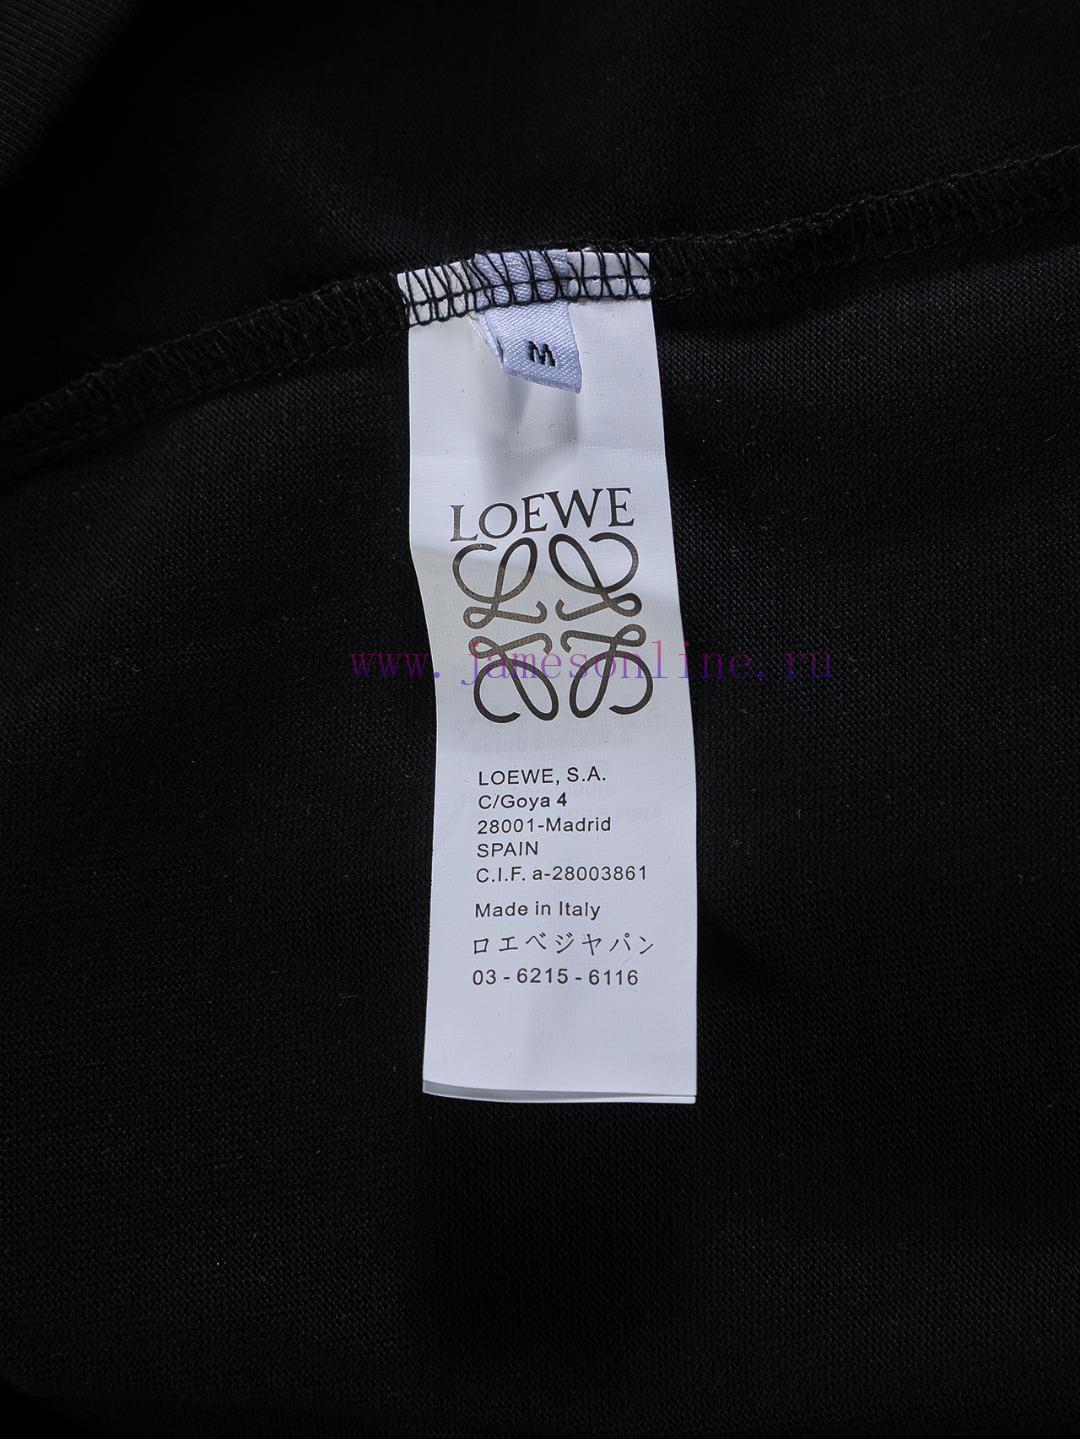 M
LOEWE
www.jamesonline.ru
LOEWE, S.A.
C/Goya 4
28001-Madrid
SPAIN
C.I.F. a-28003861
Made in Italy
ロエベジャパン
03 - 6215 - 6116